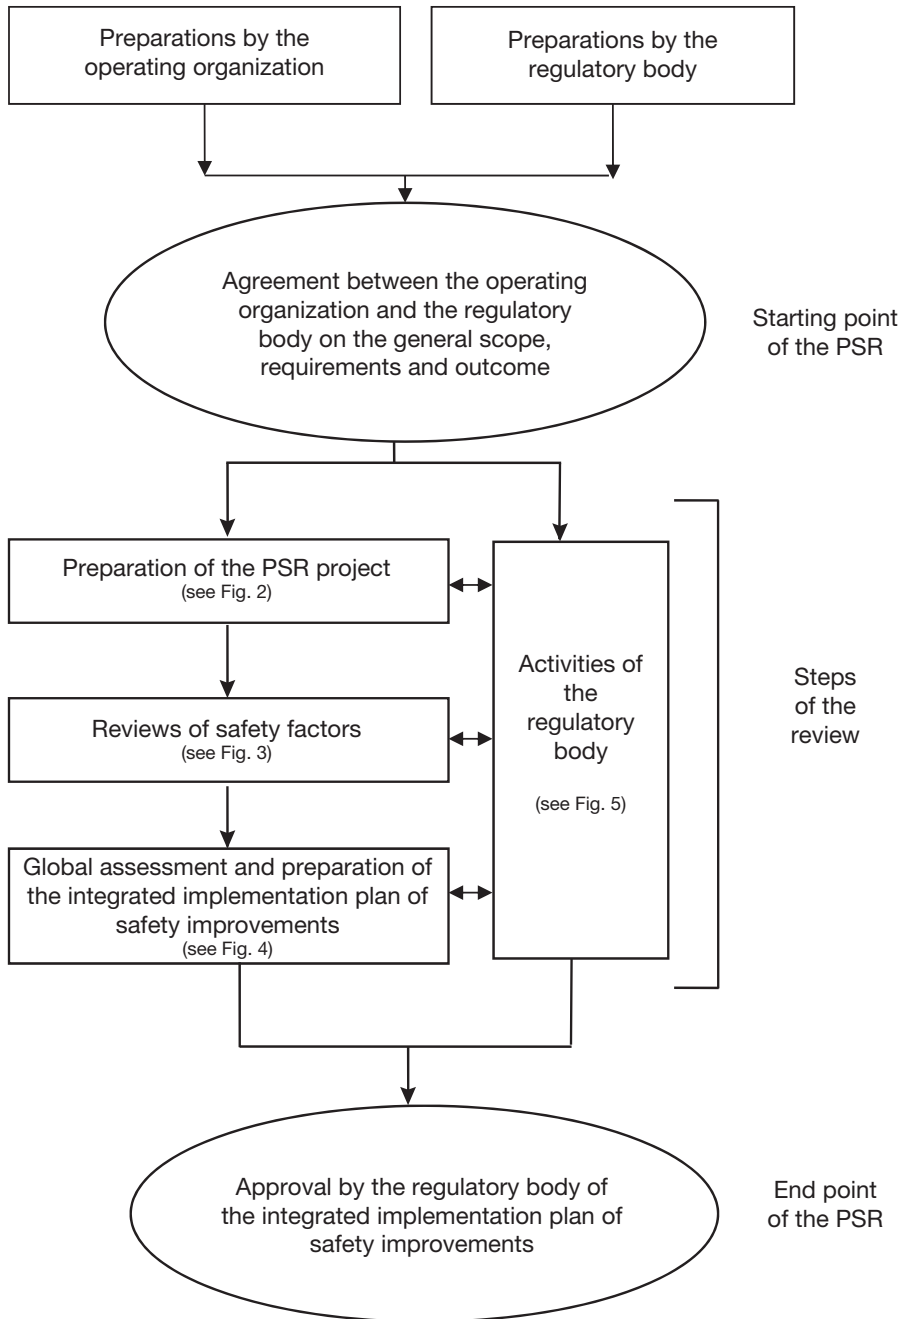 Preparations by the
operating organization
Preparations by the
regulatory body
Agreement between the operating
organization and the regulatory
body on the general scope,
requirements and outcome
Starting point
of the PSR
Preparation of the PSR project
(see Fig. 2)
Reviews of safety factors
(see Fig. 3)
Global assessment and preparation of
the integrated implementation plan of
safety improvements
(see Fig. 4)
Activities of
the
regulatory
body
(see Fig. 5)
Steps
of the
review
Approval by the regulatory body of
the integrated implementation plan of
safety improvements
End point
of the PSR